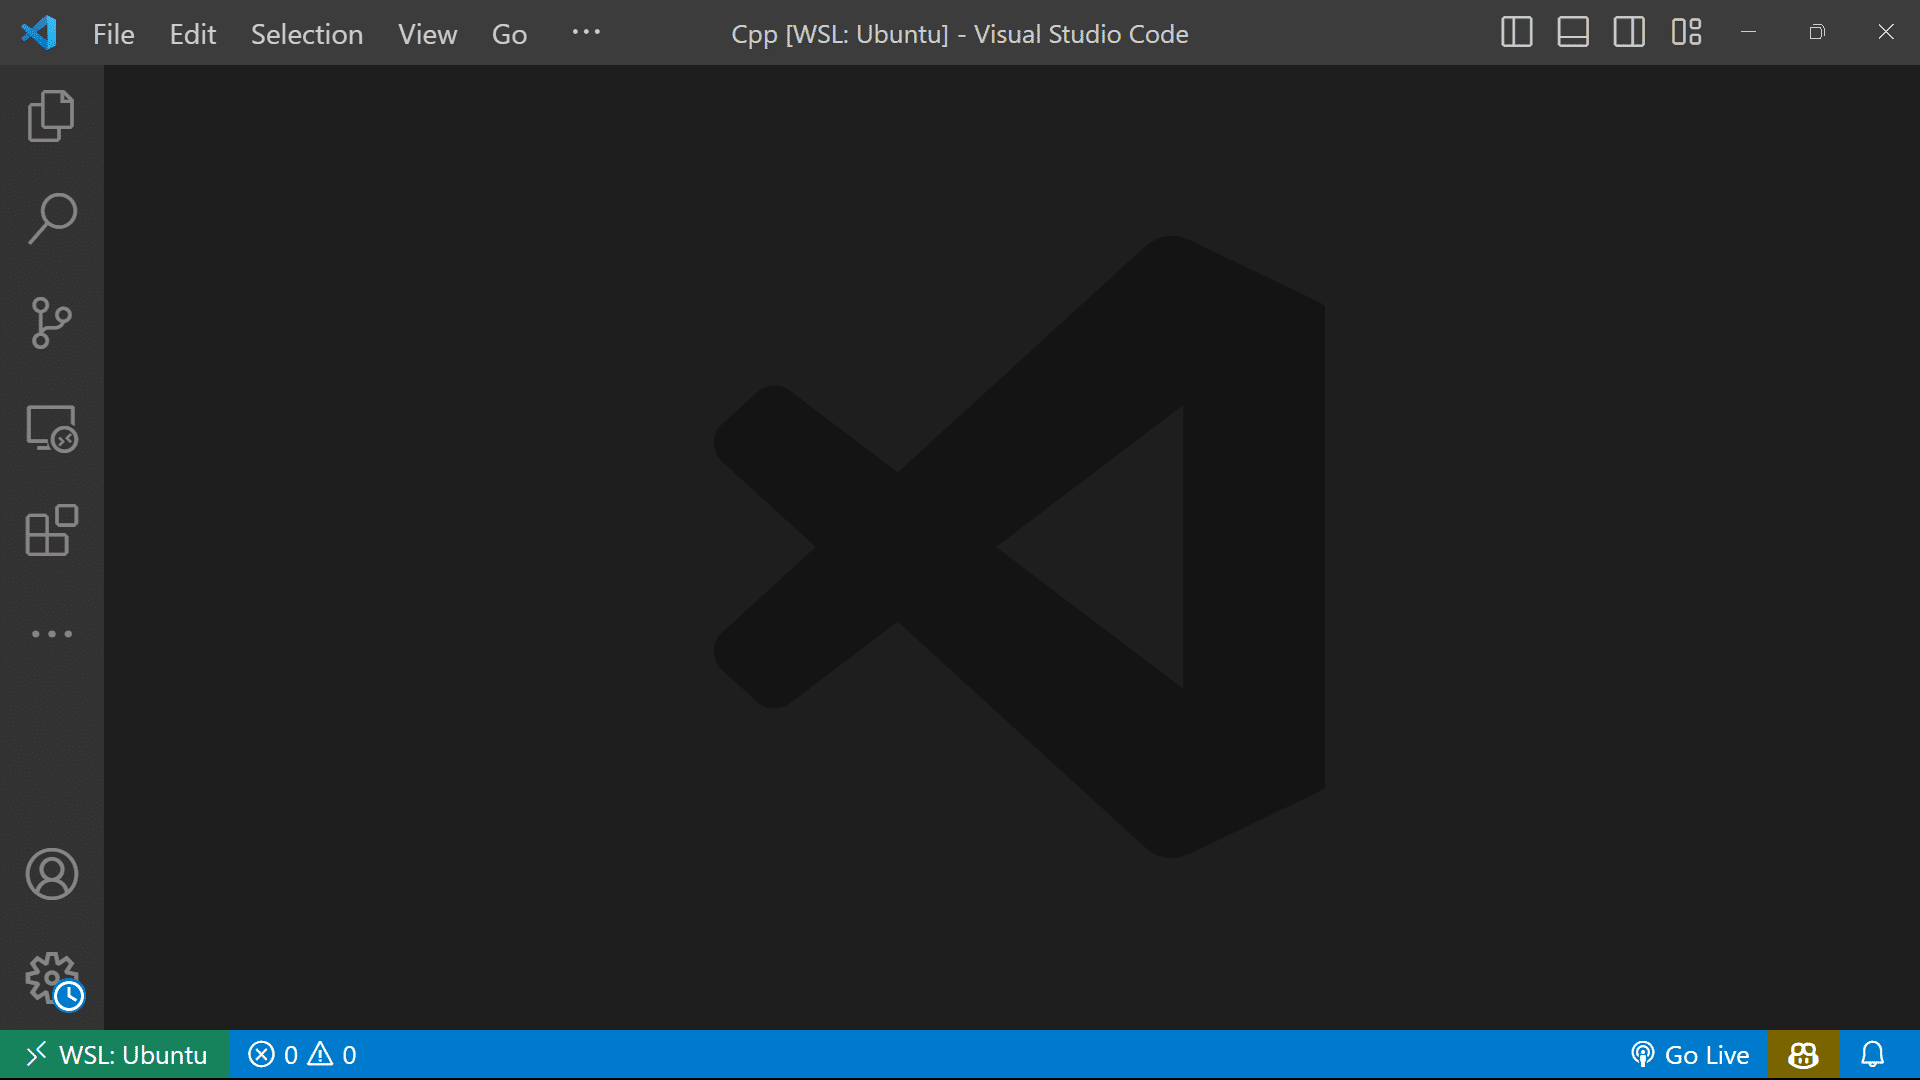 File Edit Selection View Go ··· Cpp [WSL: Ubuntu] - Visual Studio Code
WSL: Ubuntu 0 0 Go Live